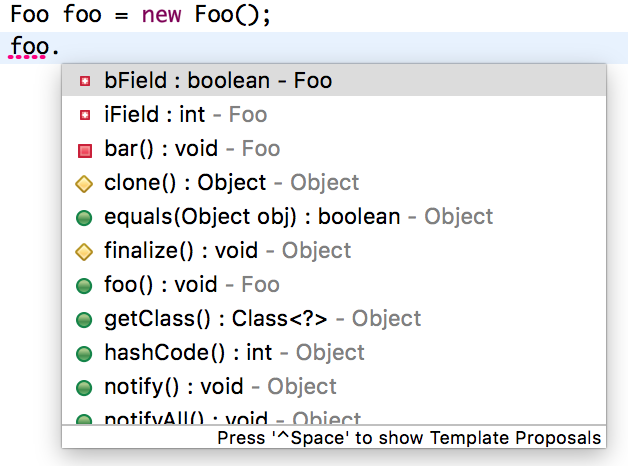 Foo foo = new Foo();
foo.
bField : boolean - Foo
iField : int - Foo
bar() : void - Foo
clone() : Object - Object
equals(Object obj) : boolean - Object
finalize() : void - Object
foo() : void - Foo
getClass() : Class<?> - Object
hashCode() : int - Object
notify() : void - Object
notifyAll() : void - Object
Press '^Space' to show Template Proposals